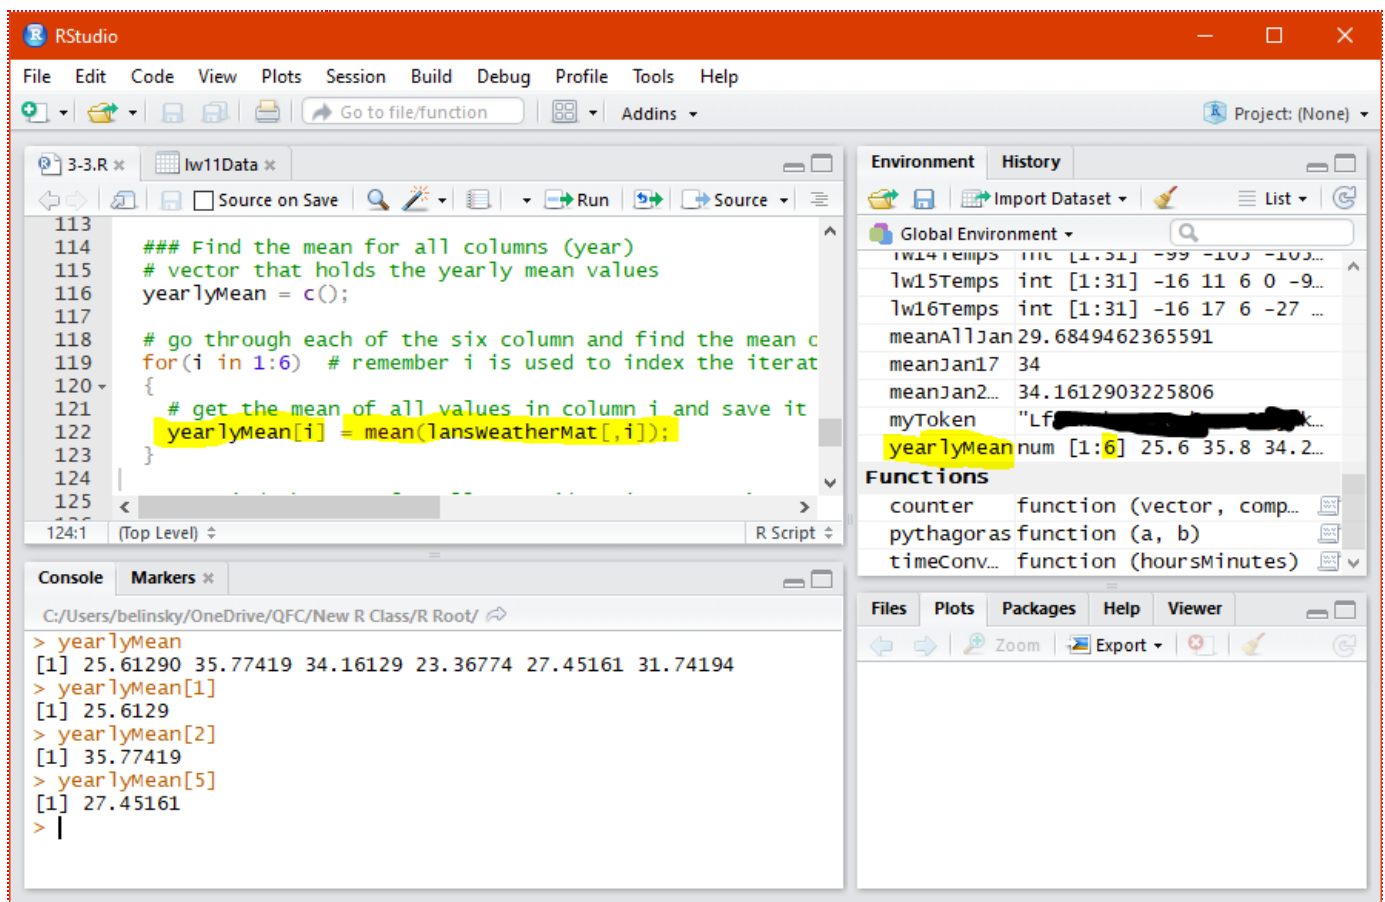 RStudio
File Edit Code View Plots Session Build Debug Profile Tools Help
Go to file/function Addins Project: (None)
3-3.R lw11Data
Source on Save Run Source
113
114 ### Find the mean for all columns (year)
115 # vector that holds the yearly mean values
116 yearlyMean = c();
117
118 # go through each of the six column and find the mean
119 for(i in 1:6) # remember i is used to index the iterat
120 {
121 # get the mean of all values in column i and save it
122 yearlyMean[i] = mean(lansWeatherMat[,i]);
123 }
124
125
124:1 (Top Level) R Script
Console Markers
C:/Users/belinsky/OneDrive/QFC/New R Class/R Root/
> yearlyMean
[1] 25.61290 35.77419 34.16129 23.36774 27.45161 31.74194
> yearlyMean[1]
[1] 25.6129
> yearlyMean[2]
[1] 35.77419
> yearlyMean[5]
[1] 27.45161
>
Environment History
Import Dataset List
Global Environment
lw14Temps int [1:31] -99 -105 -105...
lw15Temps int [1:31] -16 11 6 0 -9...
lw16Temps int [1:31] -16 17 6 -27 ...
meanAllJan 29.6849462365591
meanJan17 34
meanJan2... 34.1612903225806
myToken "Lf
yearlyMean num [1:6] 25.6 35.8 34.2...
Functions
counter function (vector, comp...
pythagoras function (a, b)
timeConv... function (hoursMinutes)
Files Plots Packages Help Viewer
Zoom Export